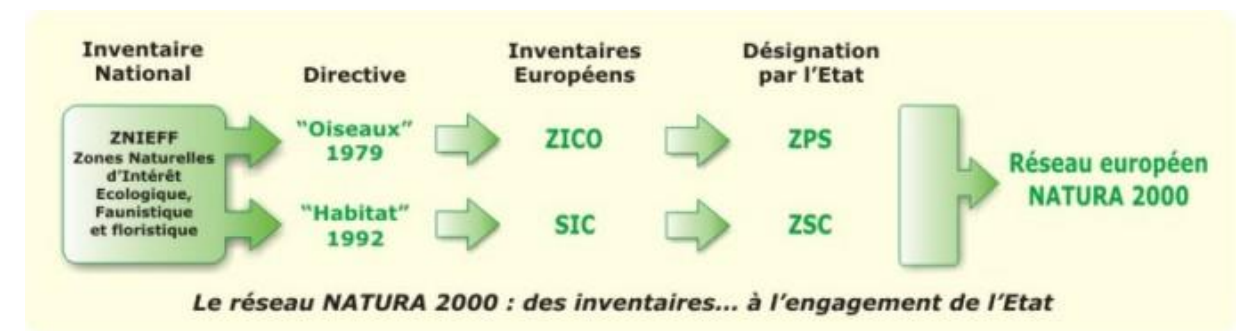 Inventaire
National
Directive
Inventaires
Européens
Désignation
par l'Etat
ZNIEFF
Zones Naturelles
d'Intérêt
Ecologique,
Faunistique
et floristique
"Oiseaux"
1979
ZICO
ZPS
"Habitat"
1992
SIC
ZSC
Réseau européen
NATURA 2000
Le réseau NATURA 2000 : des inventaires... à l'engagement de l'Etat